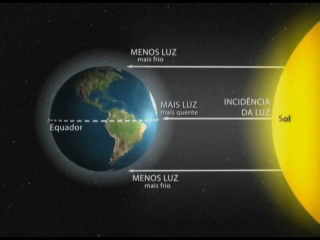 MENOS LUZ
mais frio
MAIS LUZ
mais quente
INCIDÊNCIA
DA LUZ
Sol
Equador
MENOS LUZ
mais frio